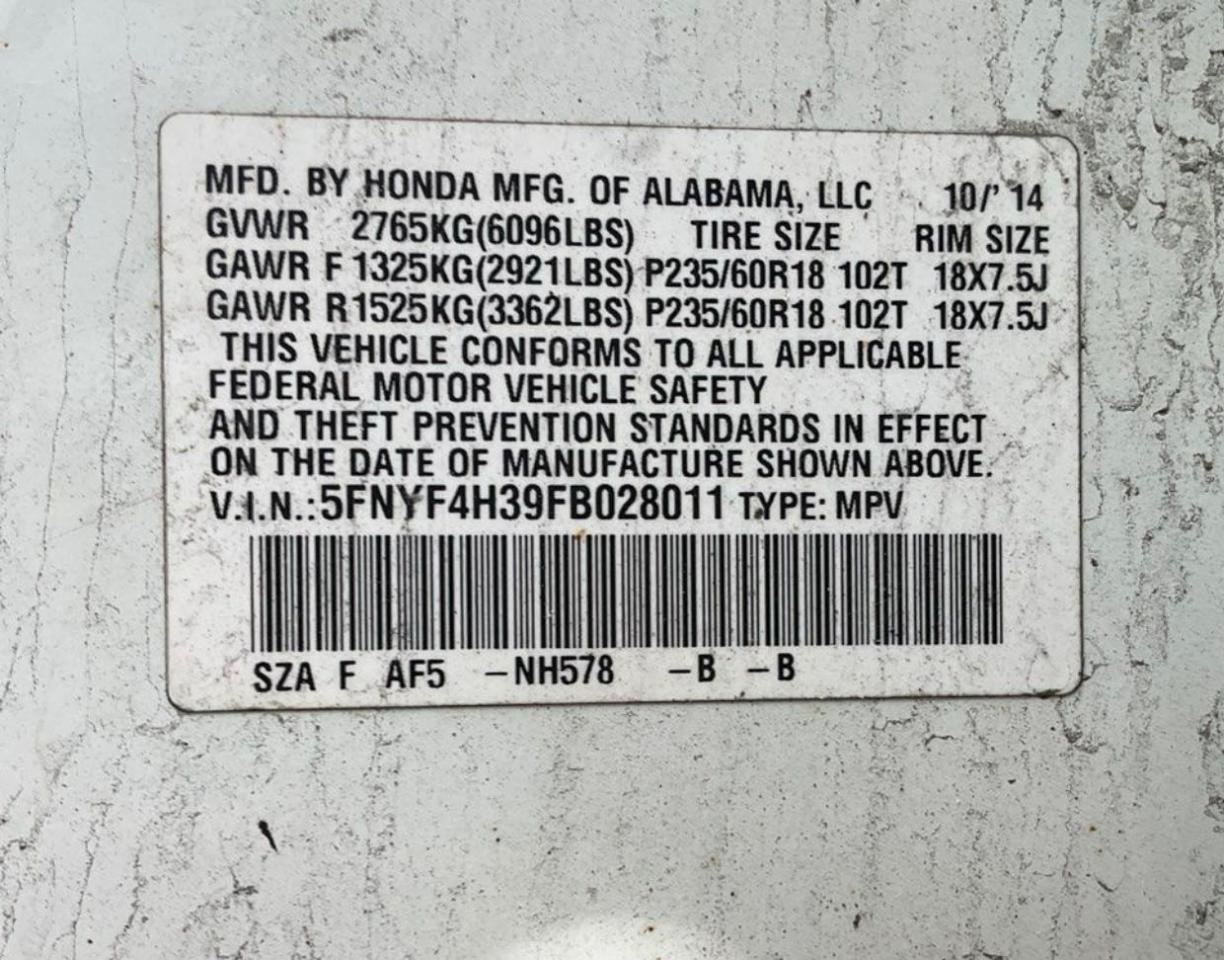 MFD. BY HONDA MFG. OF ALABAMA, LLC 10/' 14
GVWR 2765KG(6096LBS) TIRE SIZE RIM SIZE
GAWR F 1325KG(2921LBS) P235/60R18 102T 18X7.5J
GAWR R 1525KG(3362LBS) P235/60R18 102T 18X7.5J
THIS VEHICLE CONFORMS TO ALL APPLICABLE
FEDERAL MOTOR VEHICLE SAFETY
AND THEFT PREVENTION STANDARDS IN EFFECT
ON THE DATE OF MANUFACTURE SHOWN ABOVE.
V.I.N.:5FNYF4H39FB028011 TYPE: MPV
SZA F AF5 –NH578 –B –B